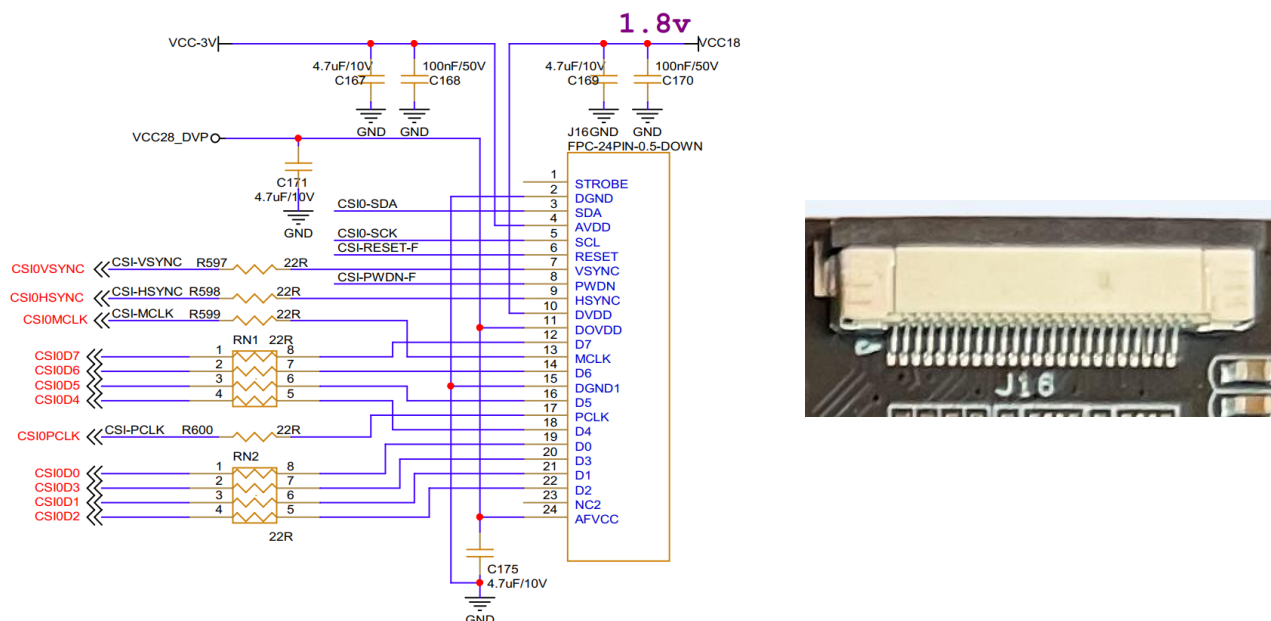 1.8v
VCC-3V
VCC18
4.7uF/10V
C167
100nF/50V
C168
4.7uF/10V
C169
100nF/50V
C170
GND
GND
GND
GND
VCC28_DVP
C171
4.7uF/10V
GND
J16
FPC-24PIN-0.5-DOWN
1 STROBE
2 DGND
CSI0-SDA 3 SDA
4 AVDD
CSI0-SCK 5 SCL
CSI-RESET-F 6 RESET
CSI0VSYNC CSI-VSYNC R597 22R 7 VSYNC
CSI-PWDN-F 8 PWDN
CSI0HSYNC CSI-HSYNC R598 22R 9 HSYNC
10 DVDD
CSI0MCLK CSI-MCLK R599 22R 11 DOVDD
RN1 22R
12 D7
CSI0D7 1 8 13 MCLK
CSI0D6 2 7 14 D6
CSI0D5 3 6 15 DGND1
CSI0D4 4 5 16 D5
17 PCLK
CSI0PCLK CSI-PCLK R600 22R 18 D4
19 D0
RN2
20 D3
CSI0D0 1 8 21 D1
CSI0D3 2 7 22 D2
CSI0D1 3 6 23 NC2
CSI0D2 4 5 24 AFVCC
22R
C175
4.7uF/10V
GND
J16